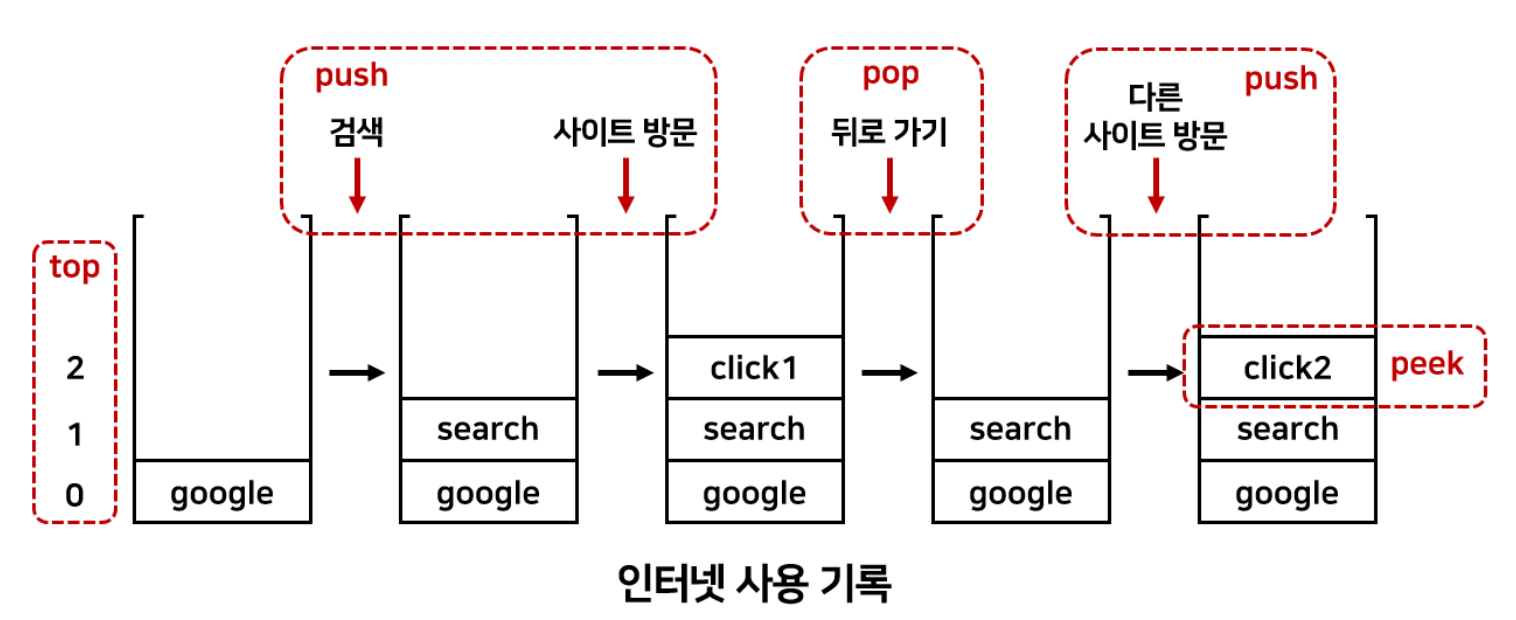 push
pop
push
검색
사이트 방문
뒤로 가기
다른
사이트 방문
top
2
1
0
google
search
google
click1
search
google
search
google
click2
search
google
peek
인터넷 사용 기록